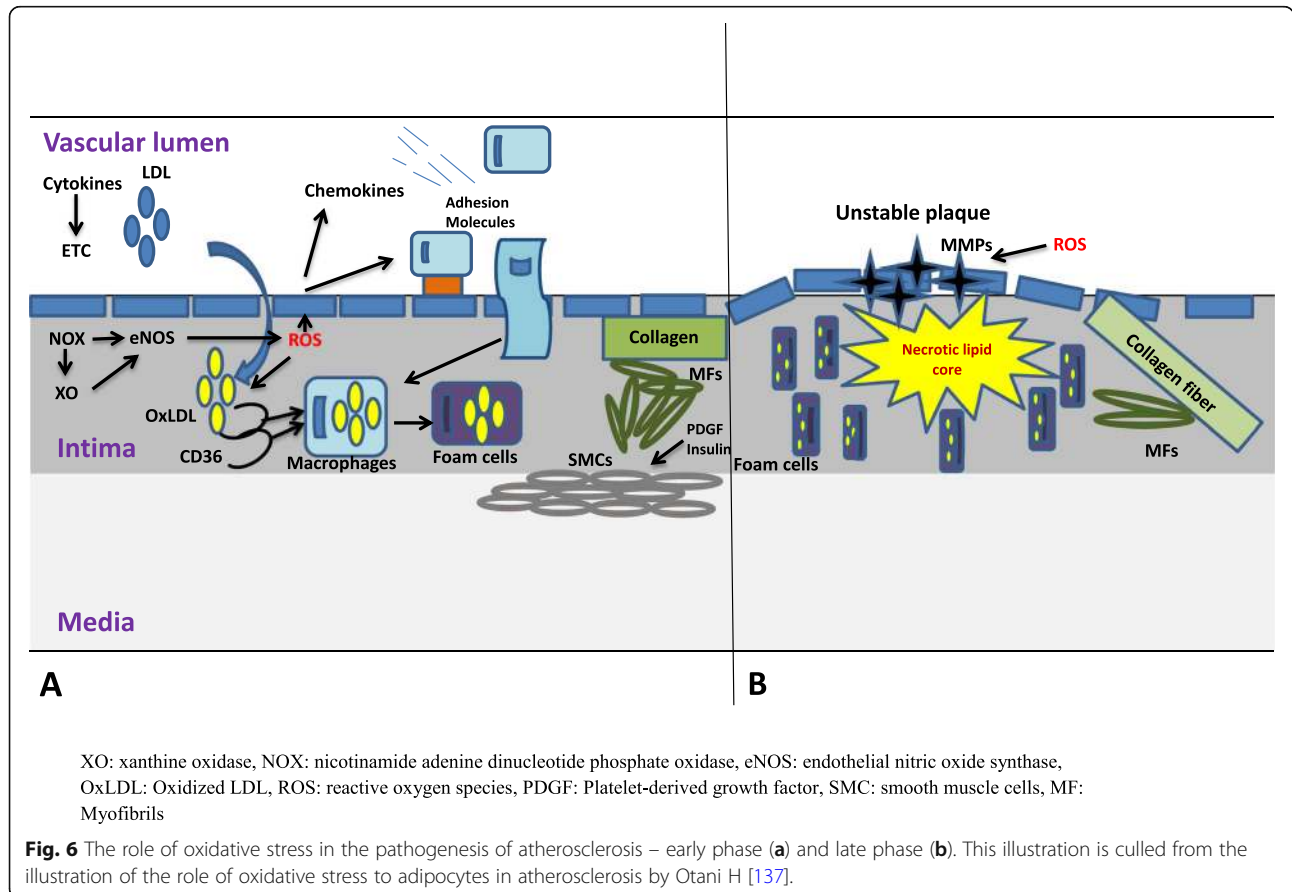 Vascular lumen
Cytokines
LDL
ETC
Chemokines
Adhesion
Molecules
NOX
eNOS
ROS
XO
OxLDL
CD36
Intima
Macrophages
Foam cells
Collagen
MFs
PDGF
Insulin
SMCs
Media
A
Unstable plaque
MMPs
ROS
Necrotic lipid
core
Collagen fiber
MFs
Foam cells
B
XO: xanthine oxidase, NOX: nicotinamide adenine dinucleotide phosphate oxidase, eNOS: endothelial nitric oxide synthase,
OxLDL: Oxidized LDL, ROS: reactive oxygen species, PDGF: Platelet-derived growth factor, SMC: smooth muscle cells, MF:
Myofibrils
Fig. 6 The role of oxidative stress in the pathogenesis of atherosclerosis – early phase (a) and late phase (b). This illustration is culled from the
illustration of the role of oxidative stress to adipocytes in atherosclerosis by Otani H [137].